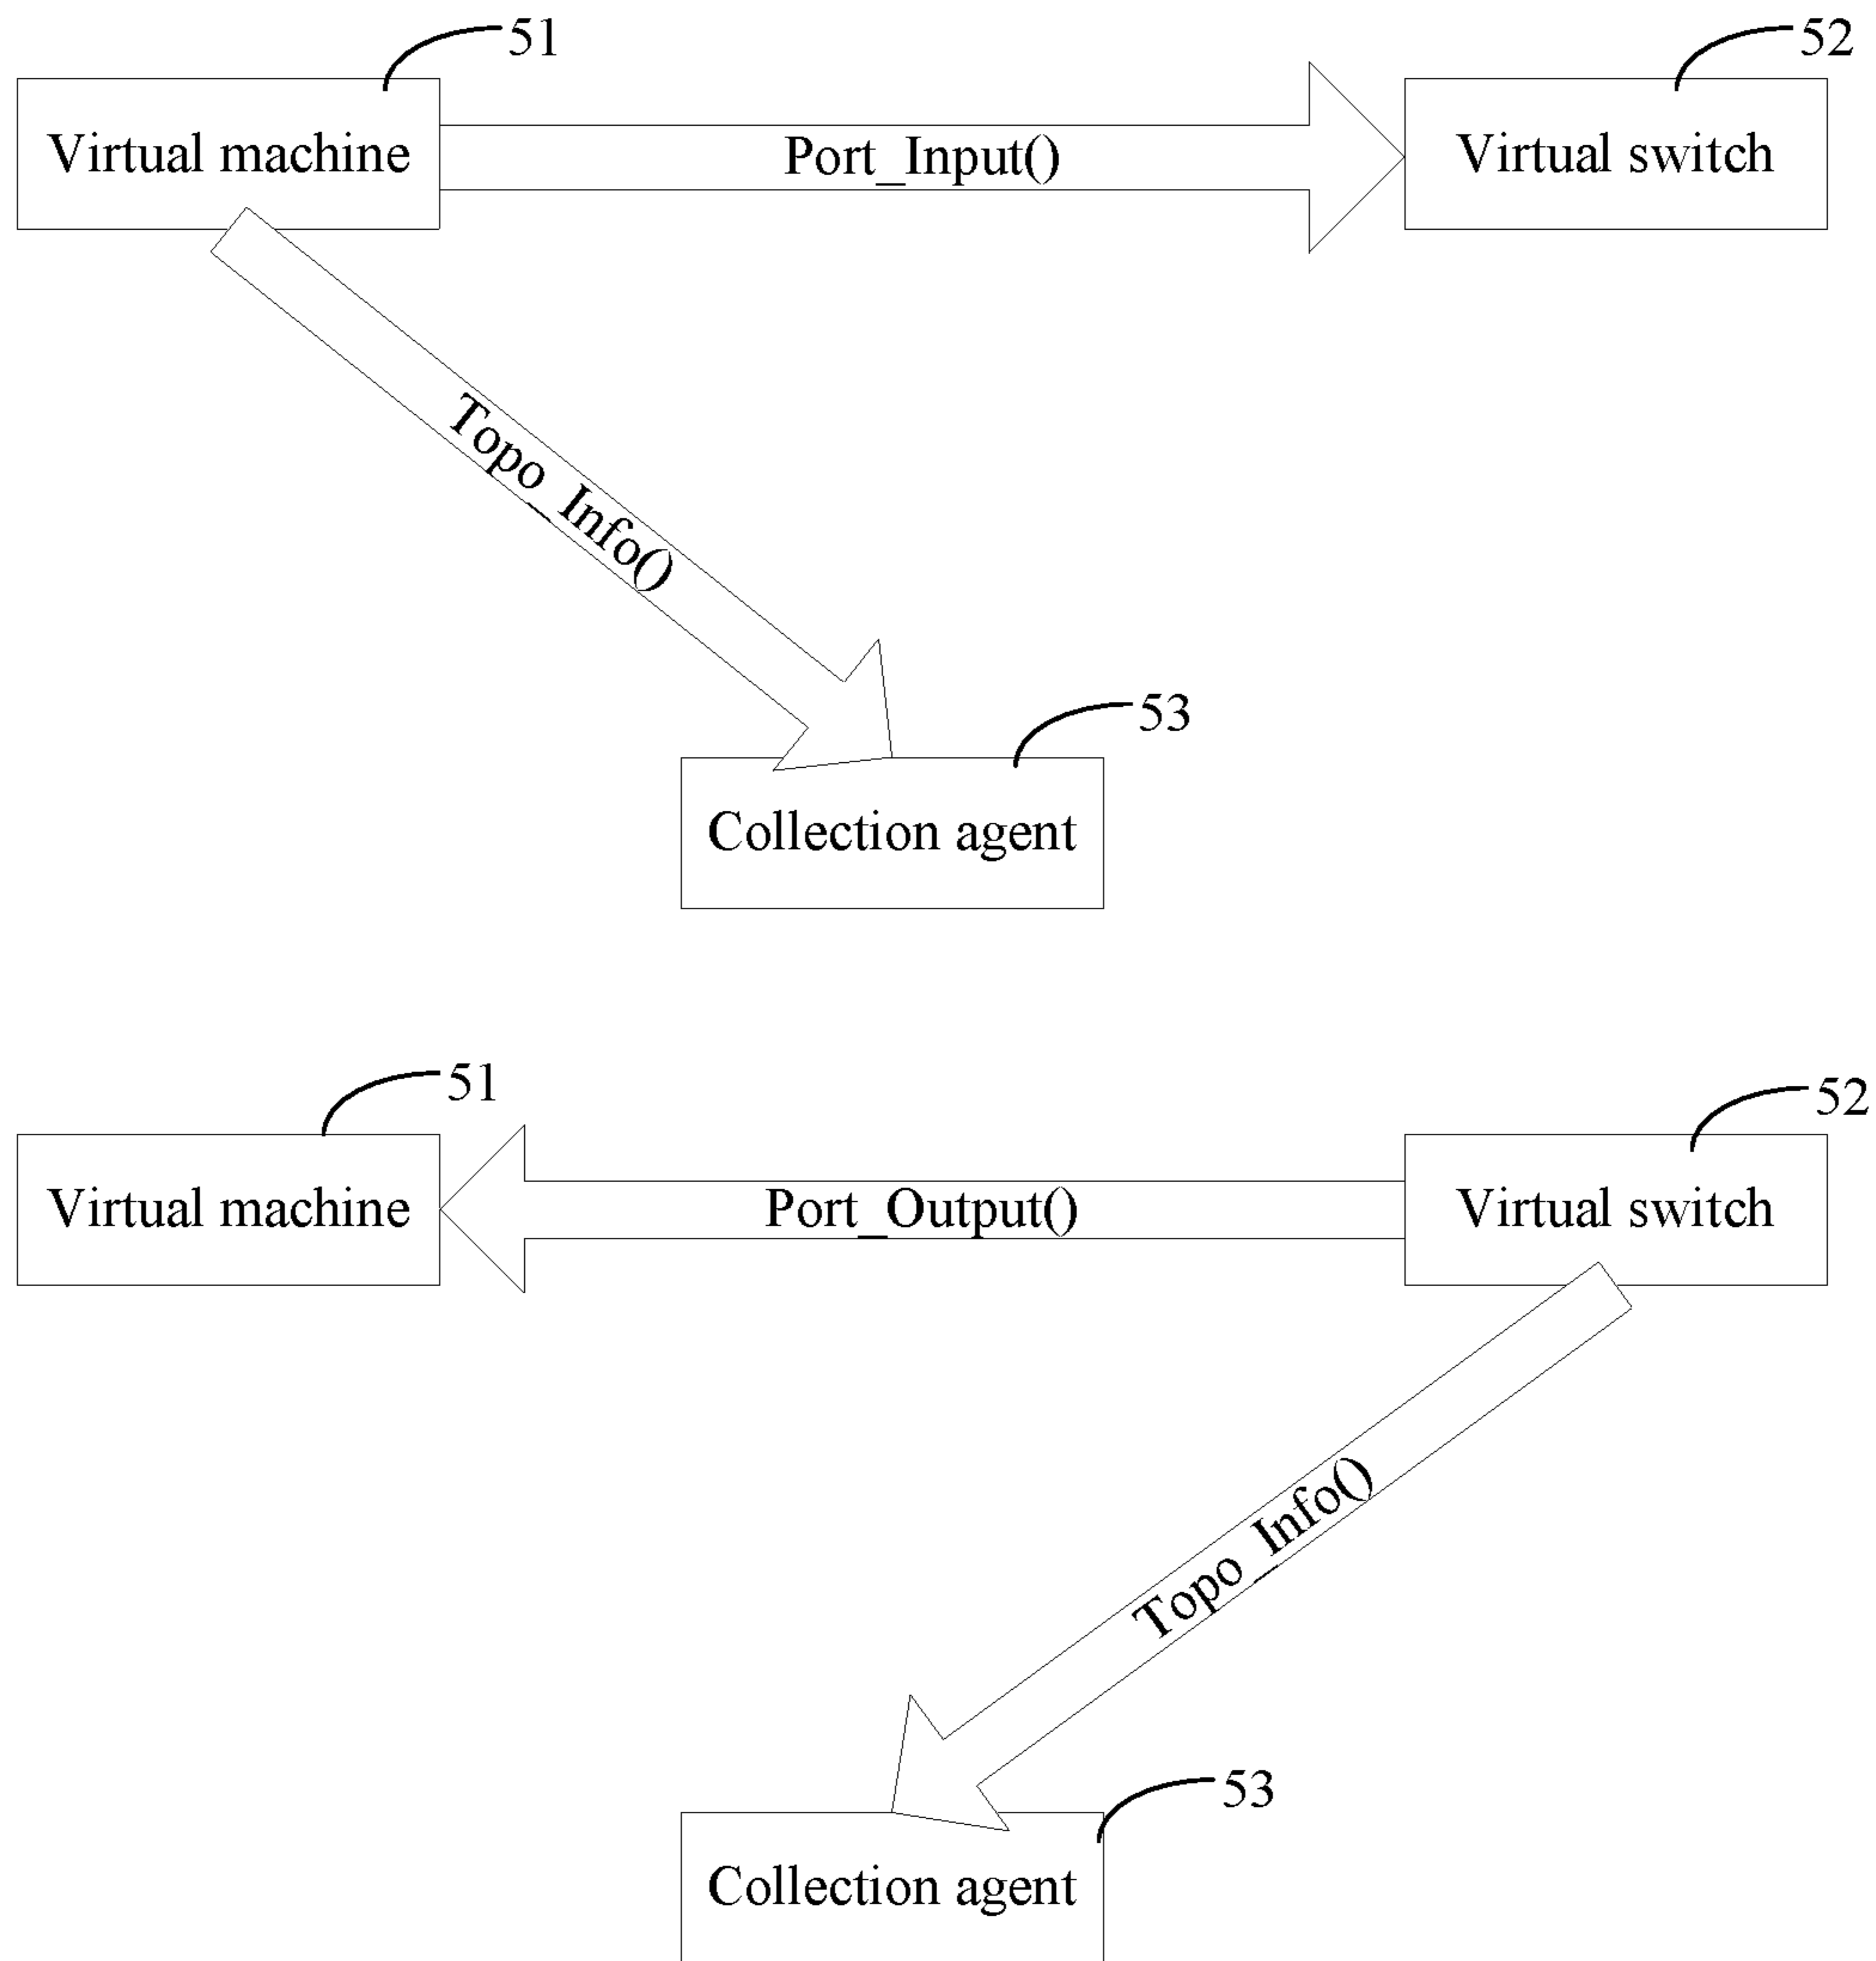 51
52
Virtual machine
Port_Input()
Virtual switch
Topo_Info()
53
Collection agent
51
52
Virtual machine
Port_Output()
Virtual switch
Topo_Info()
53
Collection agent